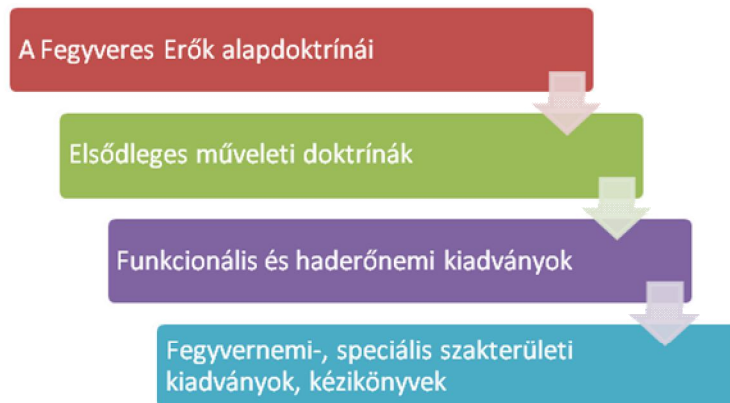 A Fegyveres Erők alapdoktrínái
Elsődleges műveleti doktrínák
Funkcionális és haderőnemi kiadványok
Fegyvernemi-, speciális szakterületi
kiadványok, kézikönyvek